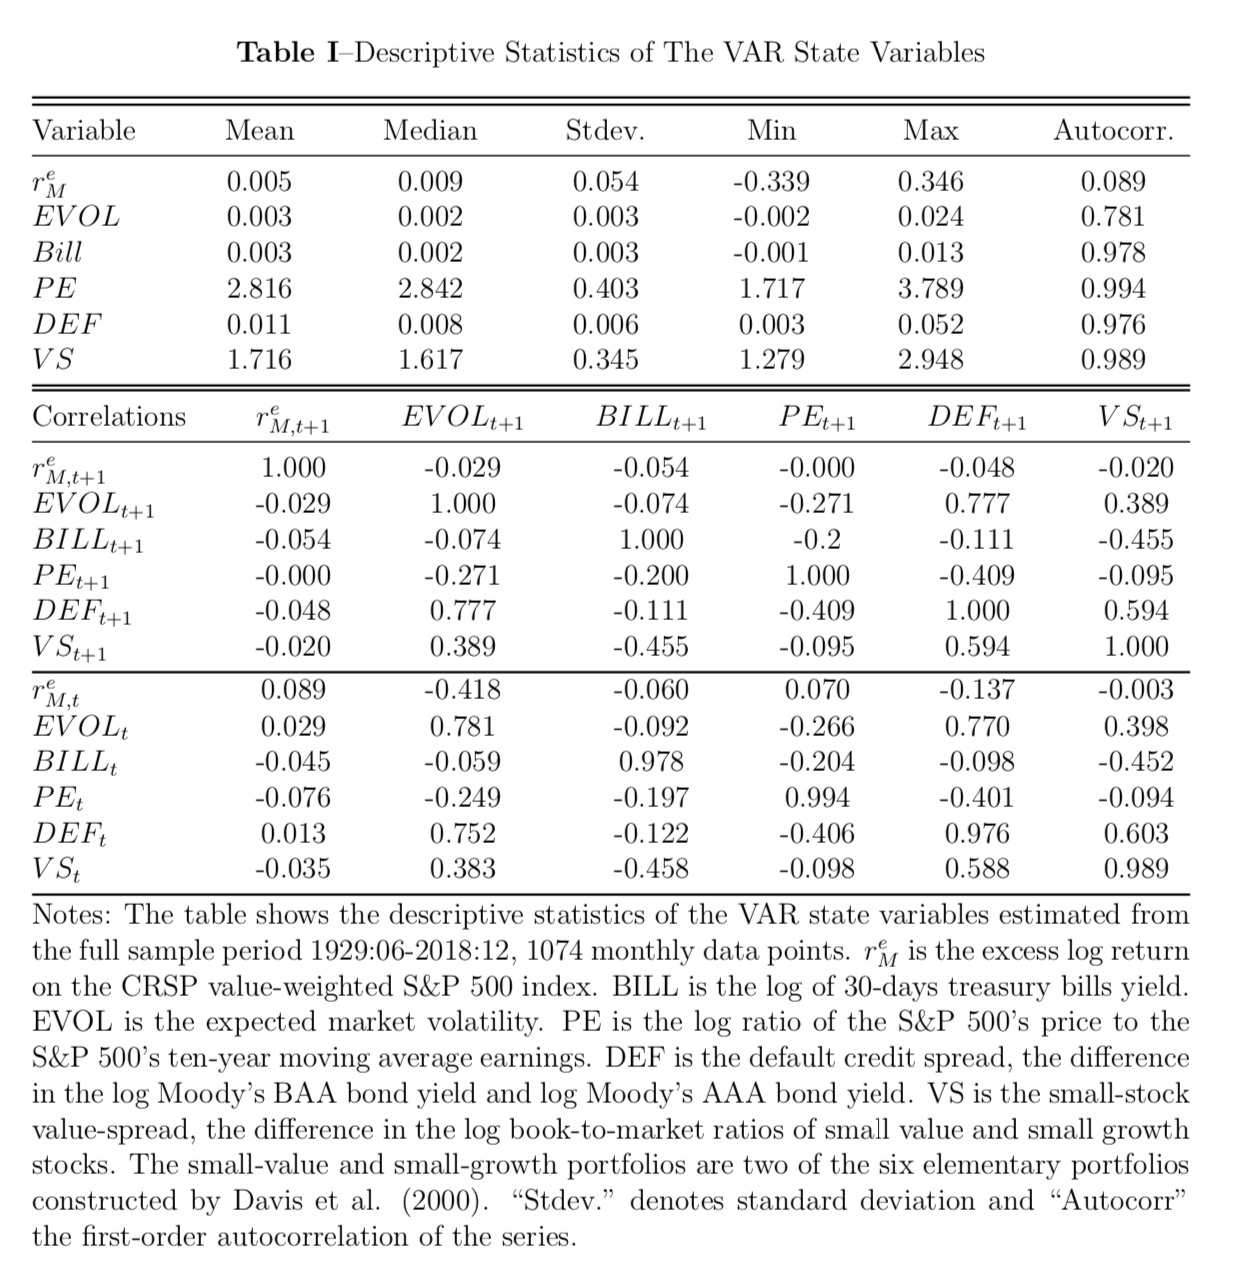 Table I–Descriptive Statistics of The VAR State Variables
Variable Mean Median Stdev. Min Max Autocorr.
r^e_M 0.005 0.009 0.054 -0.339 0.346 0.089
EVOL 0.003 0.002 0.003 -0.002 0.024 0.781
Bill 0.003 0.002 0.003 -0.001 0.013 0.978
PE 2.816 2.842 0.403 1.717 3.789 0.994
DEF 0.011 0.008 0.006 0.003 0.052 0.976
VS 1.716 1.617 0.345 1.279 2.948 0.989
Correlations r^e_{M,t+1} EVOL_{t+1} BILL_{t+1} PE_{t+1} DEF_{t+1} VS_{t+1}
r^e_{M,t+1} 1.000 -0.029 -0.054 -0.000 -0.048 -0.020
EVOL_{t+1} -0.029 1.000 -0.074 -0.271 0.777 0.389
BILL_{t+1} -0.054 -0.074 1.000 -0.2 -0.111 -0.455
PE_{t+1} -0.000 -0.271 -0.200 1.000 -0.409 -0.095
DEF_{t+1} -0.048 0.777 -0.111 -0.409 1.000 0.594
VS_{t+1} -0.020 0.389 -0.455 -0.095 0.594 1.000
r^e_{M,t} 0.089 -0.418 -0.060 0.070 -0.137 -0.003
EVOL_t 0.029 0.781 -0.092 -0.266 0.770 0.398
BILL_t -0.045 -0.059 0.978 -0.204 -0.098 -0.452
PE_t -0.076 -0.249 -0.197 0.994 -0.401 -0.094
DEF_t 0.013 0.752 -0.122 -0.406 0.976 0.603
VS_t -0.035 0.383 -0.458 -0.098 0.588 0.989
Notes: The table shows the descriptive statistics of the VAR state variables estimated from
the full sample period 1929:06-2018:12, 1074 monthly data points. r^e_M is the excess log return
on the CRSP value-weighted S&P 500 index. BILL is the log of 30-days treasury bills yield.
EVOL is the expected market volatility. PE is the log ratio of the S&P 500's price to the
S&P 500's ten-year moving average earnings. DEF is the default credit spread, the difference
in the log Moody's BAA bond yield and log Moody's AAA bond yield. VS is the small-stock
value-spread, the difference in the log book-to-market ratios of small value and small growth
stocks. The small-value and small-growth portfolios are two of the six elementary portfolios
constructed by Davis et al. (2000). “Stdev.” denotes standard deviation and “Autocorr”
the first-order autocorrelation of the series.